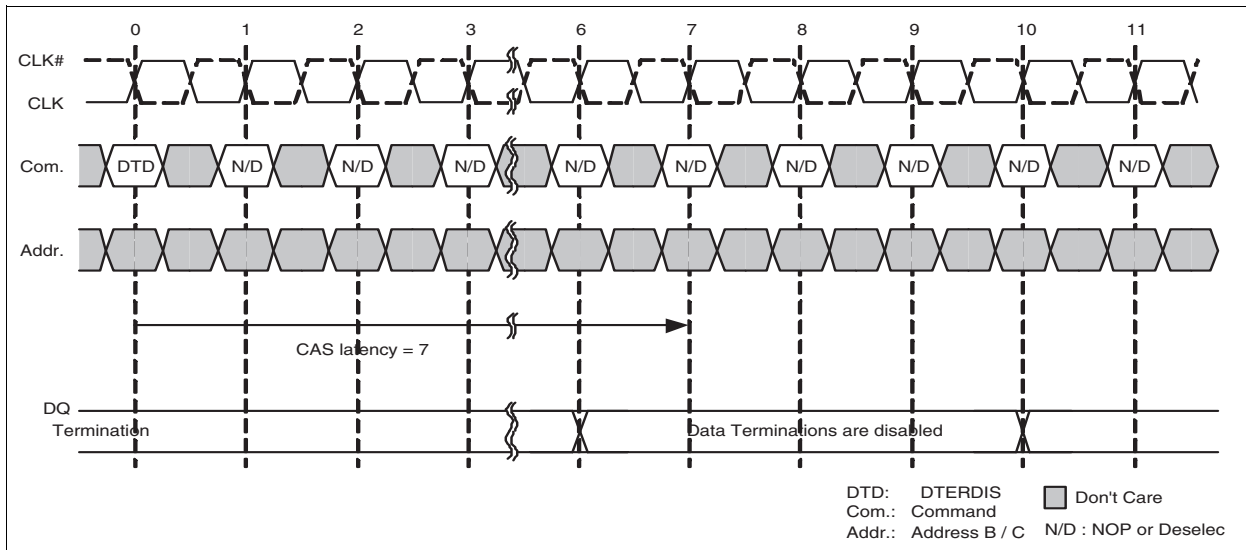 0 1 2 3 6 7 8 9 10 11
CLK#
CLK
Com. DTD N/D N/D N/D N/D N/D N/D N/D N/D N/D
Addr.
CAS latency = 7
DQ
Termination Data Terminations are disabled
DTD: DTERDIS Don't Care
Com.: Command
Addr.: Address B / C N/D : NOP or Deselec